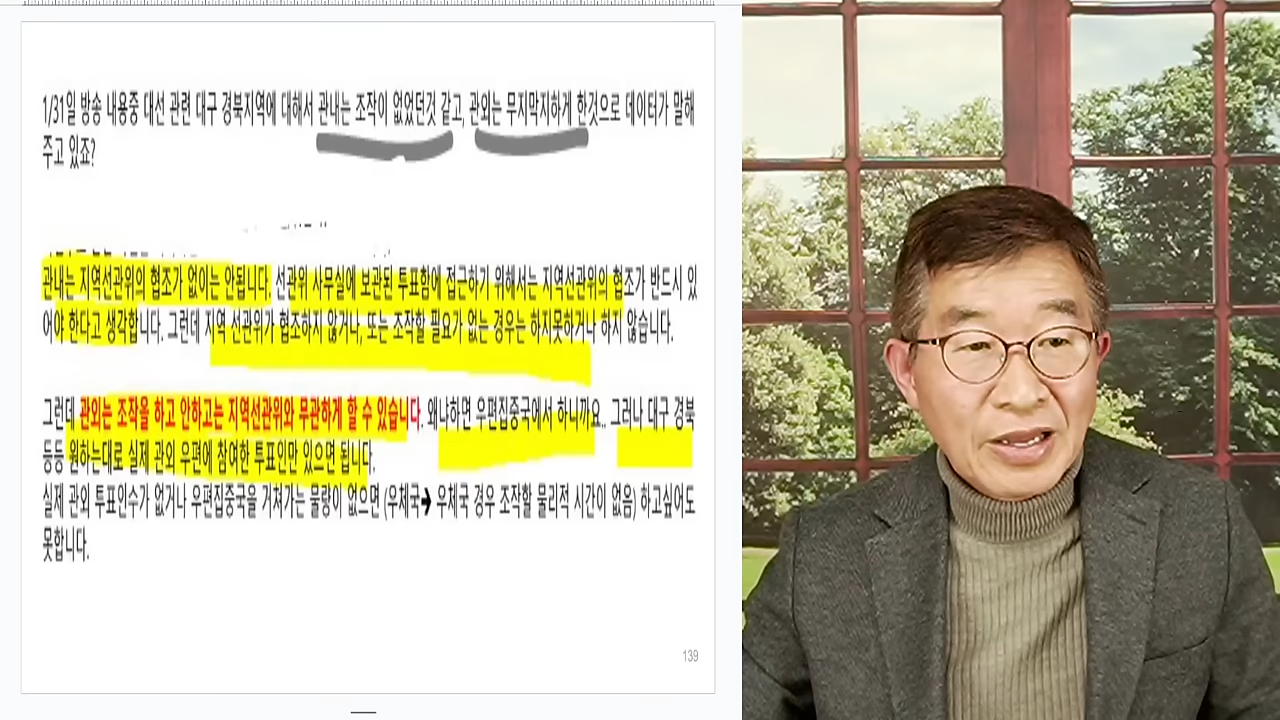 1/31일 방송 내용중 대선 관련 대구 경북지역에 대해서 관내는 조작이 없었던것 같고, 관외는 무지막지하게 한것으로 데이터가 말해
주고 있죠?
관내는 지역선관위의 협조가 없이는 안됩니다. 선관위 사무실에 보관된 투표함에 접근하기 위해서는 지역선관위의 협조가 반드시 있
어야 한다고 생각합니다. 그런데 지역 선관위가 협조하지 않거나, 또는 조작할 필요가 없는 경우는 하지못하거나 하지 않습니다.
그런데 관외는 조작을 하고 안하고는 지역선관위와 무관하게 할 수 있습니다. 왜냐하면 우편집중국에서 하니까요.. 그러나 대구 경북
등등 원하는대로 실제 관외 우편에 참여한 투표인만 있으면 됩니다.
실제 관외 투표인수가 없거나 우편집중국을 거쳐가는 물량이 없으면 (우체국→ 우체국 경우 조작할 물리적 시간이 없음) 하고싶어도
못합니다.
139